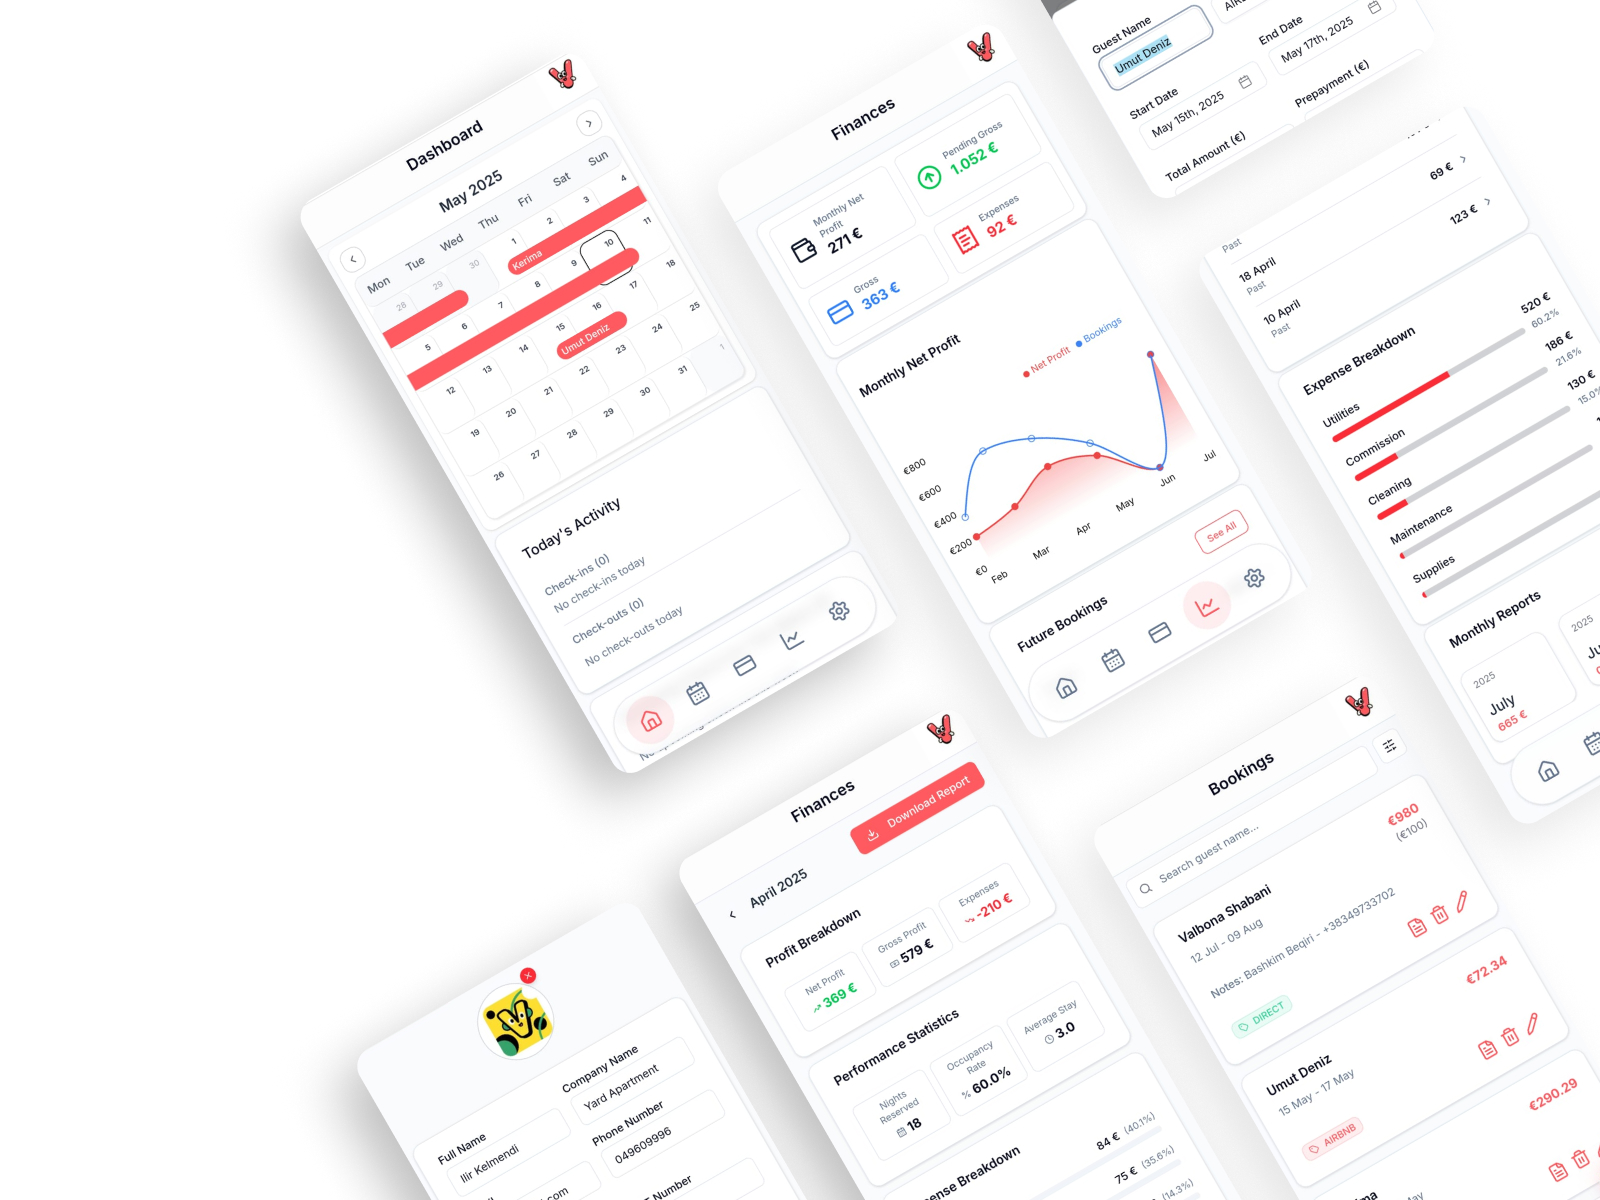 Dashboard
May 2025
Mon Tue Wed Thu Fri Sat Sun
28 29 30 1 2 3 4
Kerima
5 6 7 8 9 10 11
12 13 14 15 16 17 18
Umut Deniz
19 20 21 22 23 24 25
26 27 28 29 30 31 1
Today's Activity
Check-ins (0)
No check-ins today
Check-outs (0)
No check-outs today
Finances
Monthly Net Profit
271 €
Pending Gross
1.052 €
Gross
363 €
Expenses
92 €
Monthly Net Profit
Net Profit Bookings
€800
€600
€400
€200
€0
Feb Mar Apr May Jun Jul
Future Bookings
See All
Guest Name
Umut Deniz
Start Date
May 15th, 2025
End Date
May 17th, 2025
Total Amount (€)
Prepayment (€)
Past
69 €
18 April
Past
123 €
10 April
Past
Expense Breakdown
Utilities
520 €
60.2%
Commission
186 €
21.6%
Cleaning
130 €
15.0%
Maintenance
Supplies
Monthly Reports
2025
July
665 €
2025
Finances
Download Report
April 2025
Profit Breakdown
Net Profit
369 €
Gross Profit
579 €
Expenses
-210 €
Performance Statistics
Nights Reserved
18
Occupancy Rate
% 60.0%
Average Stay
3.0
ense Breakdown
84 € (40.1%)
75 € (35.6%)
(14.3%)
Bookings
Search guest name...
Valbona Shabani
€980
(€100)
12 Jul - 09 Aug
Notes: Bashkim Beqiri - +38349733702
DIRECT
Umut Deniz
€72.34
15 May - 17 May
AIRBNB
€290.29
Company Name
Yard Apartment
Full Name
Ilir Kelmendi
Phone Number
049609996
.com
Number